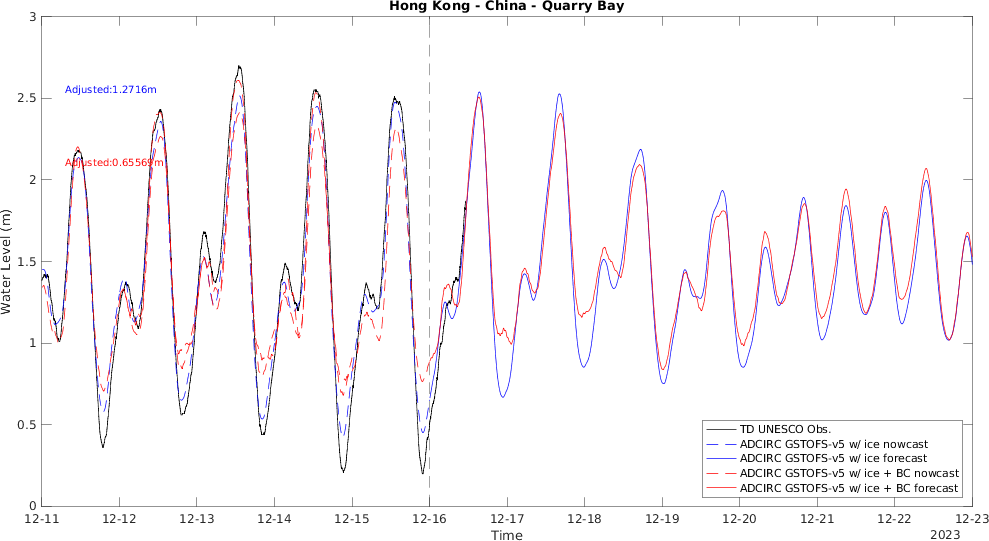 Hong Kong - China - Quarry Bay
3
2.5
2
1.5
1
0.5
0
Water Level (m)
Adjusted:1.2716m
Adjusted:0.65569m
TD UNESCO Obs.
ADCIRC GSTOFS-v5 w/ ice nowcast
ADCIRC GSTOFS-v5 w/ ice forecast
ADCIRC GSTOFS-v5 w/ ice + BC nowcast
ADCIRC GSTOFS-v5 w/ ice + BC forecast
12-11 12-12 12-13 12-14 12-15 12-16 12-17 12-18 12-19 12-20 12-21 12-22 12-23
Time
2023